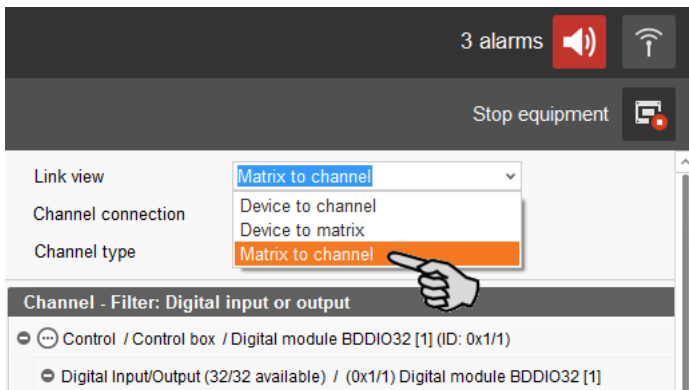 3 alarms
Stop equipment
Link view Matrix to channel
Channel connection Device to channel
Device to matrix
Channel type Matrix to channel
Channel - Filter: Digital input or output
Control / Control box / Digital module BDDIO32 [1] (ID: 0x1/1)
Digital Input/Output (32/32 available) / (0x1/1) Digital module BDDIO32 [1]